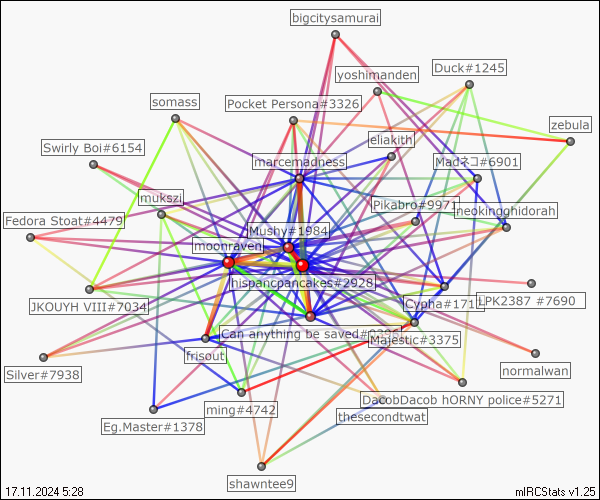 bigcitysamurai
yoshimanden
Duck#1245
somass
Pocket Persona#3326
zebula
eliakith
Swirly Boi#6154
marcemadness
Madネコ#6901
mukszi
Pikabro#9971
neokingghidorah
Fedora Stoat#4479
Mushy#1984
moonraven
hispancpancakes#2928
JKOUYH VIII#7034
Cypha#1710
LPK2387 #7690
Can anything be saved
Majestic#3375
frisout
Silver#7938
normalwan
DacobDacob hORNY police#5271
ming#4742
thesecondtwat
Eg.Master#1378
shawntee9
17.11.2024 5:28
mIRCStats v1.25